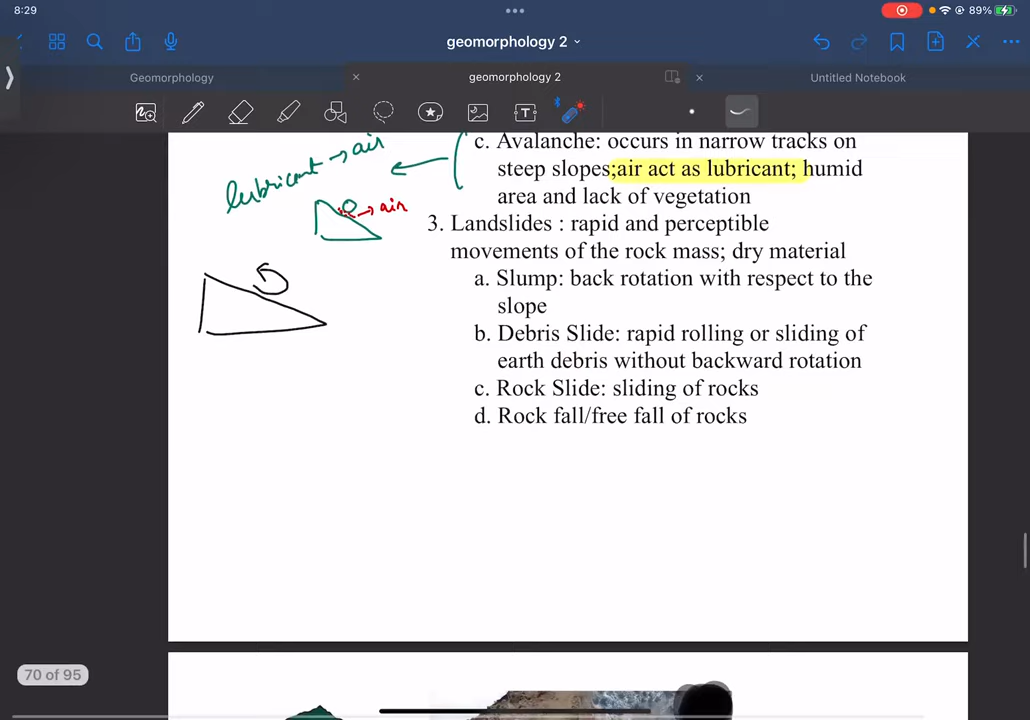 8:29
89%
geomorphology 2
Geomorphology
geomorphology 2
Untitled Notebook
c. Avalanche: occurs in narrow tracks on
steep slopes;air act as lubricant; humid
area and lack of vegetation
lubricant → air
→ air
3. Landslides : rapid and perceptible
movements of the rock mass; dry material
a. Slump: back rotation with respect to the
slope
b. Debris Slide: rapid rolling or sliding of
earth debris without backward rotation
c. Rock Slide: sliding of rocks
d. Rock fall/free fall of rocks
70 of 95